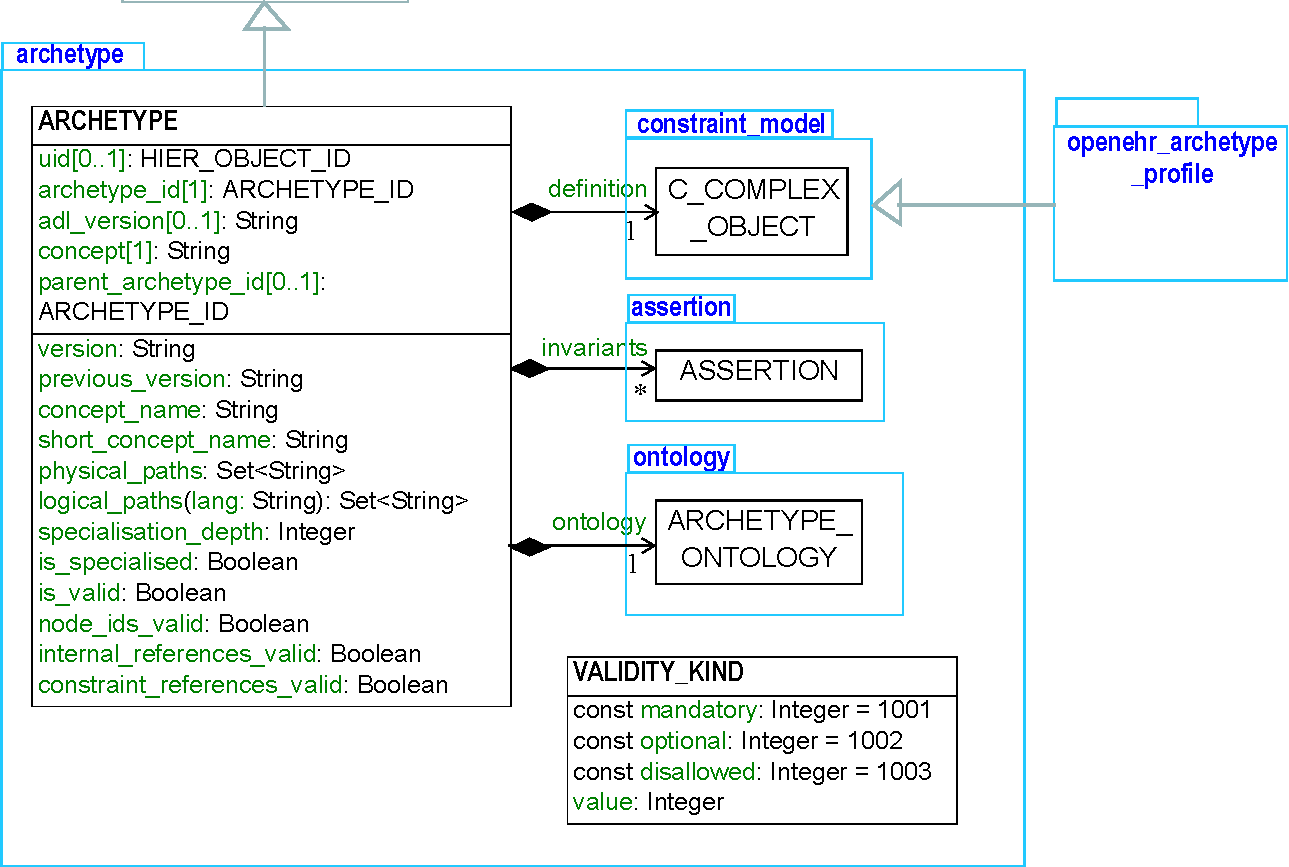 archetype
ARCHETYPE
uid[0..1]: HIER_OBJECT_ID
archetype_id[1]: ARCHETYPE_ID
adl_version[0..1]: String
concept[1]: String
parent_archetype_id[0..1]:
ARCHETYPE_ID
version: String
previous_version: String
concept_name: String
short_concept_name: String
physical_paths: Set<String>
logical_paths(lang: String): Set<String>
specialisation_depth: Integer
is_specialised: Boolean
is_valid: Boolean
node_ids_valid: Boolean
internal_references_valid: Boolean
constraint_references_valid: Boolean
definition
1
constraint_model
C_COMPLEX
_OBJECT
openehr_archetype
_profile
invariants
*
assertion
ASSERTION
ontology
1
ontology
ARCHETYPE_
ONTOLOGY
VALIDITY_KIND
const mandatory: Integer = 1001
const optional: Integer = 1002
const disallowed: Integer = 1003
value: Integer